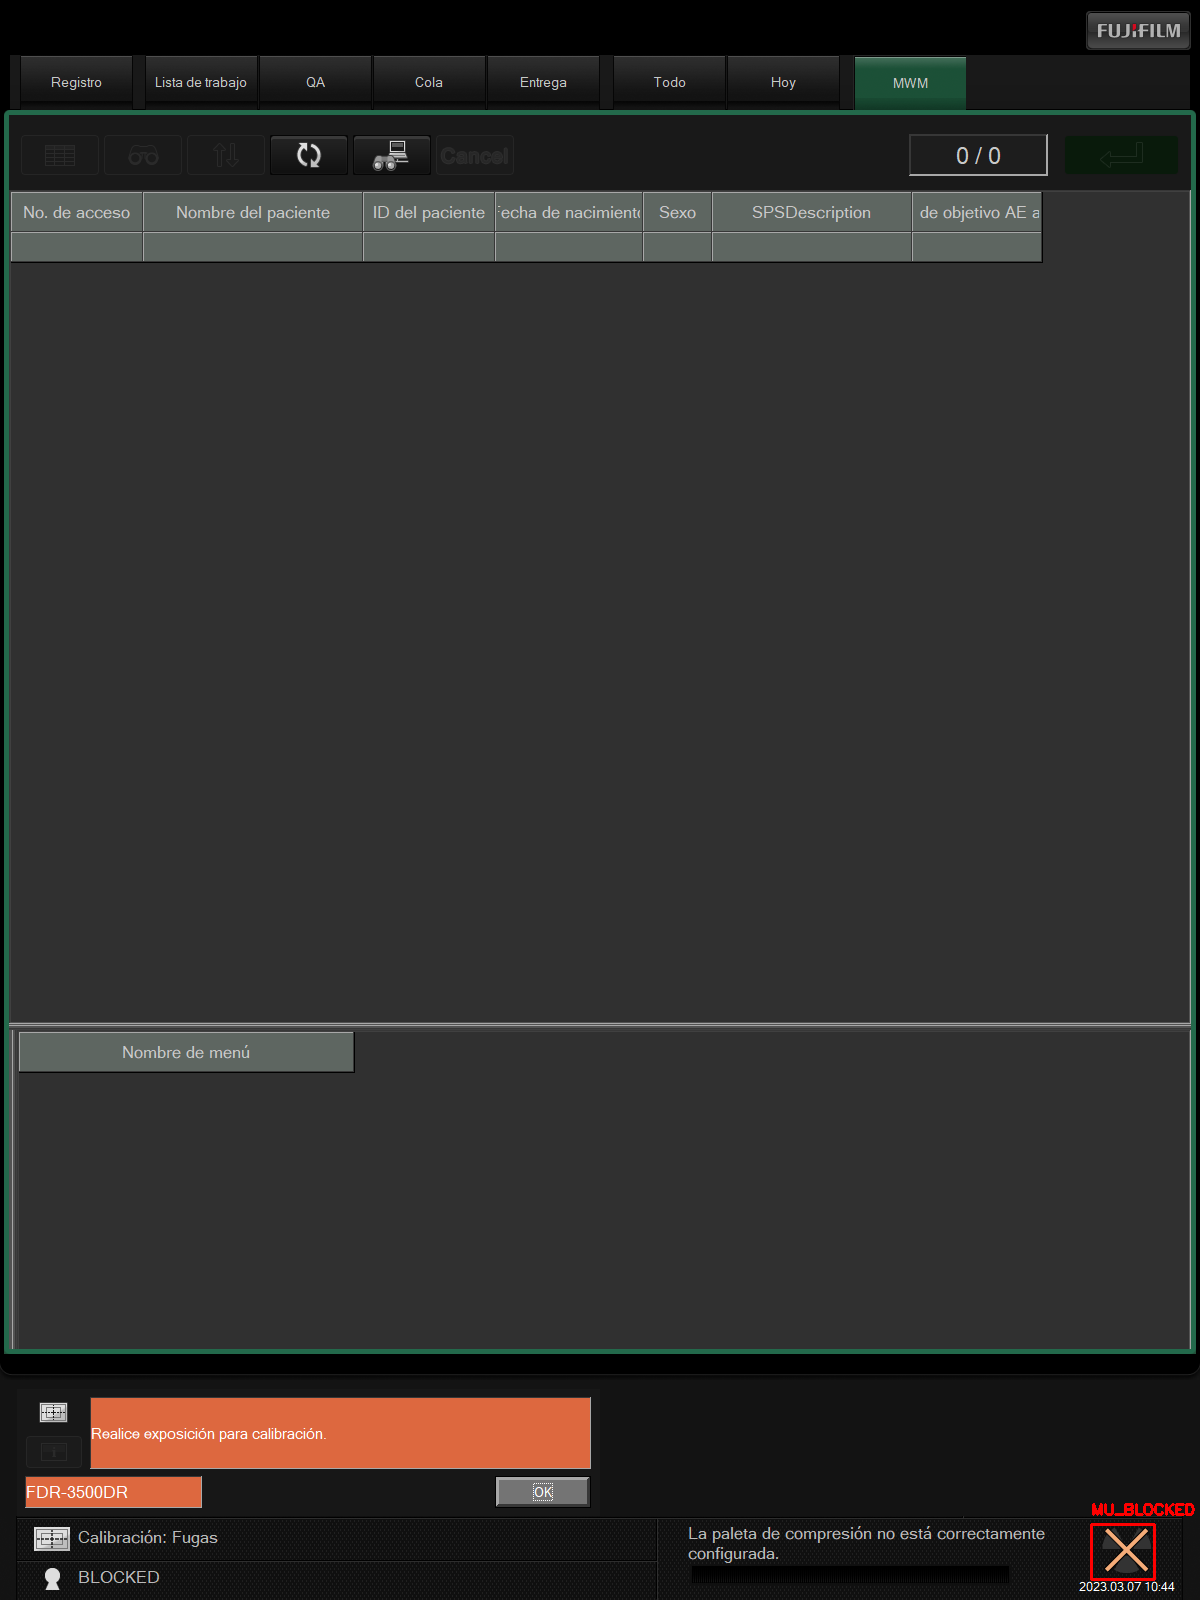 FUJIFILM
Registro
Lista de trabajo
QA
Cola
Entrega
Todo
Hoy
MWM
Cancel
0 / 0
No. de acceso
Nombre del paciente
ID del paciente
Fecha de nacimiento
Sexo
SPSDescription
de objetivo AE a
Nombre de menú
Realice exposición para calibración.
FDR-3500DR
OK
MU_BLOCKED
Calibración: Fugas
La paleta de compresión no está correctamente
configurada.
BLOCKED
2023.03.07 10:44